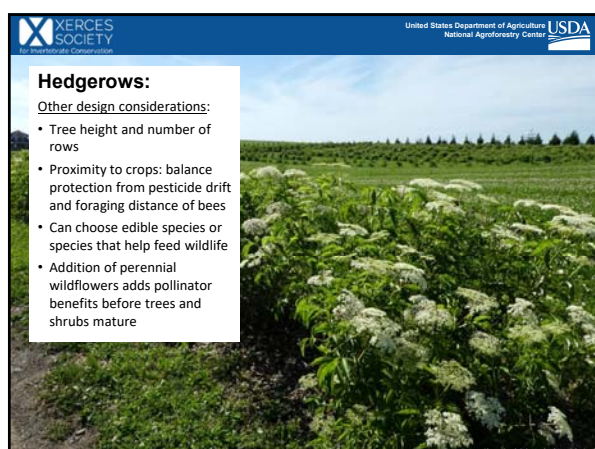 XERCES
SOCIETY
for Invertebrate Conservation
United States Department of Agriculture
National Agroforestry Center
USDA
Hedgerows:
Other design considerations:
• Tree height and number of
rows
• Proximity to crops: balance
protection from pesticide drift
and foraging distance of bees
• Can choose edible species or
species that help feed wildlife
• Addition of perennial
wildflowers adds pollinator
benefits before trees and
shrubs mature